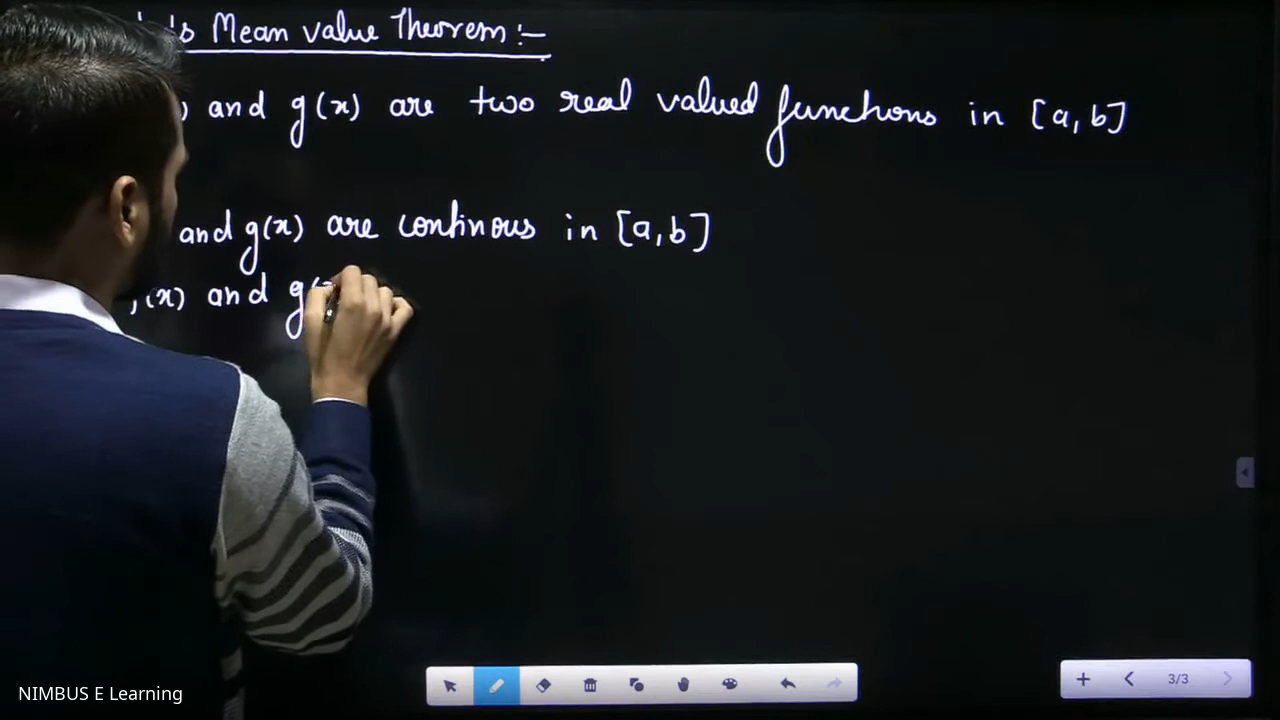 's Mean value Theorem :-
) and g(x) are two real valued functions in [a, b]
and g(x) are continous in [a, b]
(x) and g(
3/3
NIMBUS E Learning